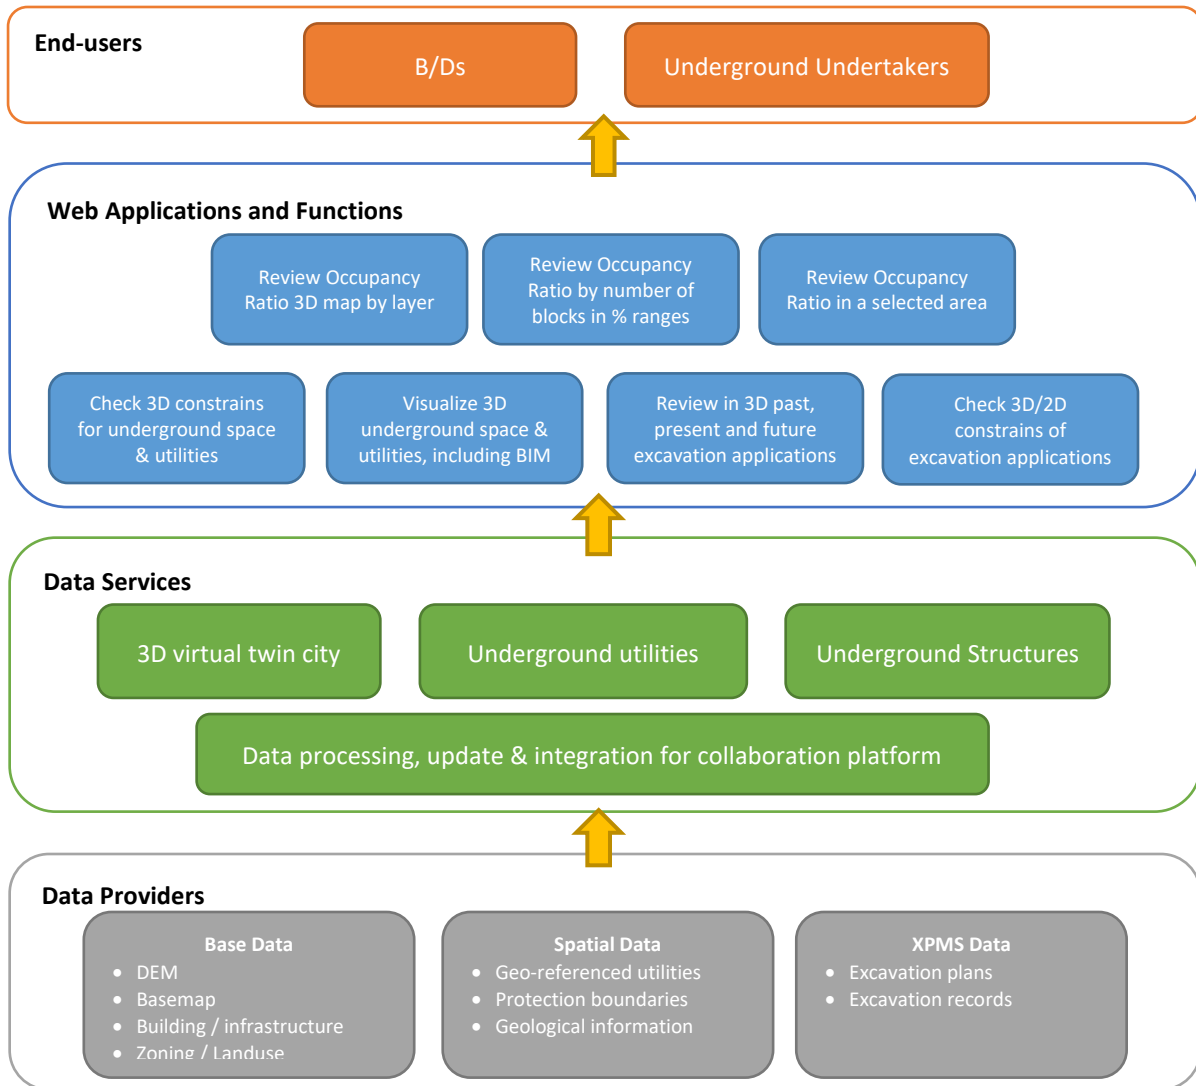 End-users
B/Ds
Underground Undertakers
Web Applications and Functions
Review Occupancy
Ratio 3D map by layer
Review Occupancy
Ratio by number of
blocks in % ranges
Review Occupancy
Ratio in a selected area
Check 3D constrains
for underground space
& utilities
Visualize 3D
underground space &
utilities, including BIM
Review in 3D past,
present and future
excavation applications
Check 3D/2D
constrains of
excavation applications
Data Services
3D virtual twin city
Underground utilities
Underground Structures
Data processing, update & integration for collaboration platform
Data Providers
Base Data
• DEM
• Basemap
• Building / infrastructure
• Zoning / Landuse
Spatial Data
• Geo-referenced utilities
• Protection boundaries
• Geological information
XPMS Data
• Excavation plans
• Excavation records